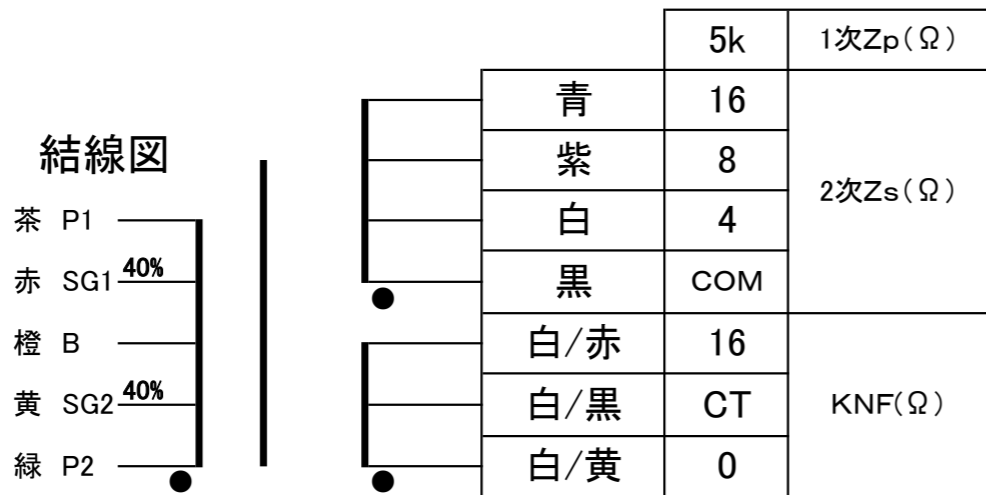 結線図
茶 P1
赤 SG1 40%
橙 B
黄 SG2 40%
緑 P2
5k 1次Zp(Ω)
青 16
紫 8
2次Zs(Ω)
白 4
黒 COM
白/赤 16
白/黒 CT KNF(Ω)
白/黄 0